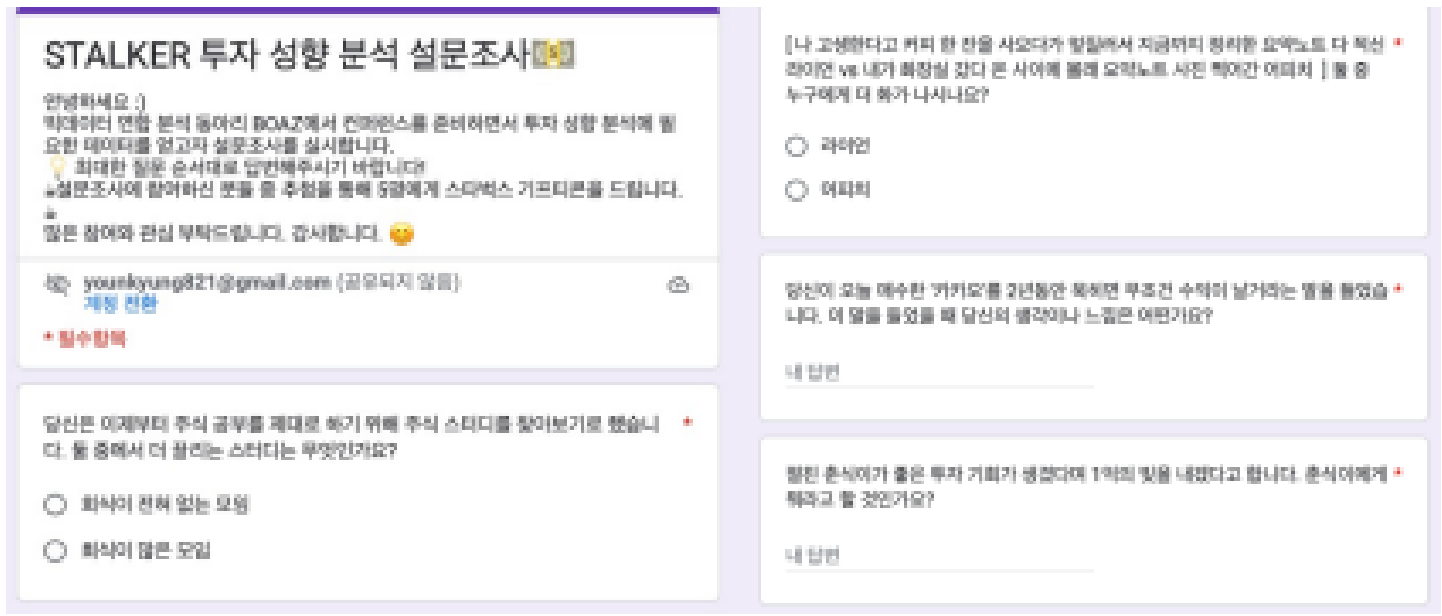 STALKER 투자 성향 분석 설문조사
안녕하세요 :)
빅데이터 연합 분석 동아리 BOAZ에서 컨퍼런스를 준비하면서 투자 성향 분석에 필
요한 데이터를 얻고자 설문조사를 실시합니다.
💡 최대한 질문 순서대로 답변해주시기 바랍니다!
설문조사에 참여하신 분들 중 추첨을 통해 5명에게 스타벅스 기프티콘을 드립니다.
많은 참여와 관심 부탁드립니다. 감사합니다. 😊
younkyung821@gmail.com (공유되지 않음)
계정 전환
* 필수항목
당신은 이제부터 주식 공부를 제대로 하기 위해 주식 스터디를 찾아보기로 했습니 *
다. 둘 중에서 더 끌리는 스터디는 무엇인가요?
회식이 전혀 없는 모임
회식이 많은 모임
[ 나 고생한다고 커피 한 잔을 사오다가 엎질러서 지금까지 정리한 요약노트 다 적신 *
라이언 vs 내가 화장실 갔다 온 사이에 몰래 요약노트 사진 찍어간 어피치 ] 둘 중
누구에게 더 화가 나시나요?
라이언
어피치
당신이 오늘 매수한 '카카오'를 2년동안 묵히면 무조건 수익이 날거라는 말을 들었습 *
니다. 이 말을 들었을 때 당신의 생각이나 느낌은 어떤가요?
내 답변
절친 춘식이가 좋은 투자 기회가 생겼다며 1억의 빚을 내겠다고 합니다. 춘식이에게 *
뭐라고 할 것인가요?
내 답변